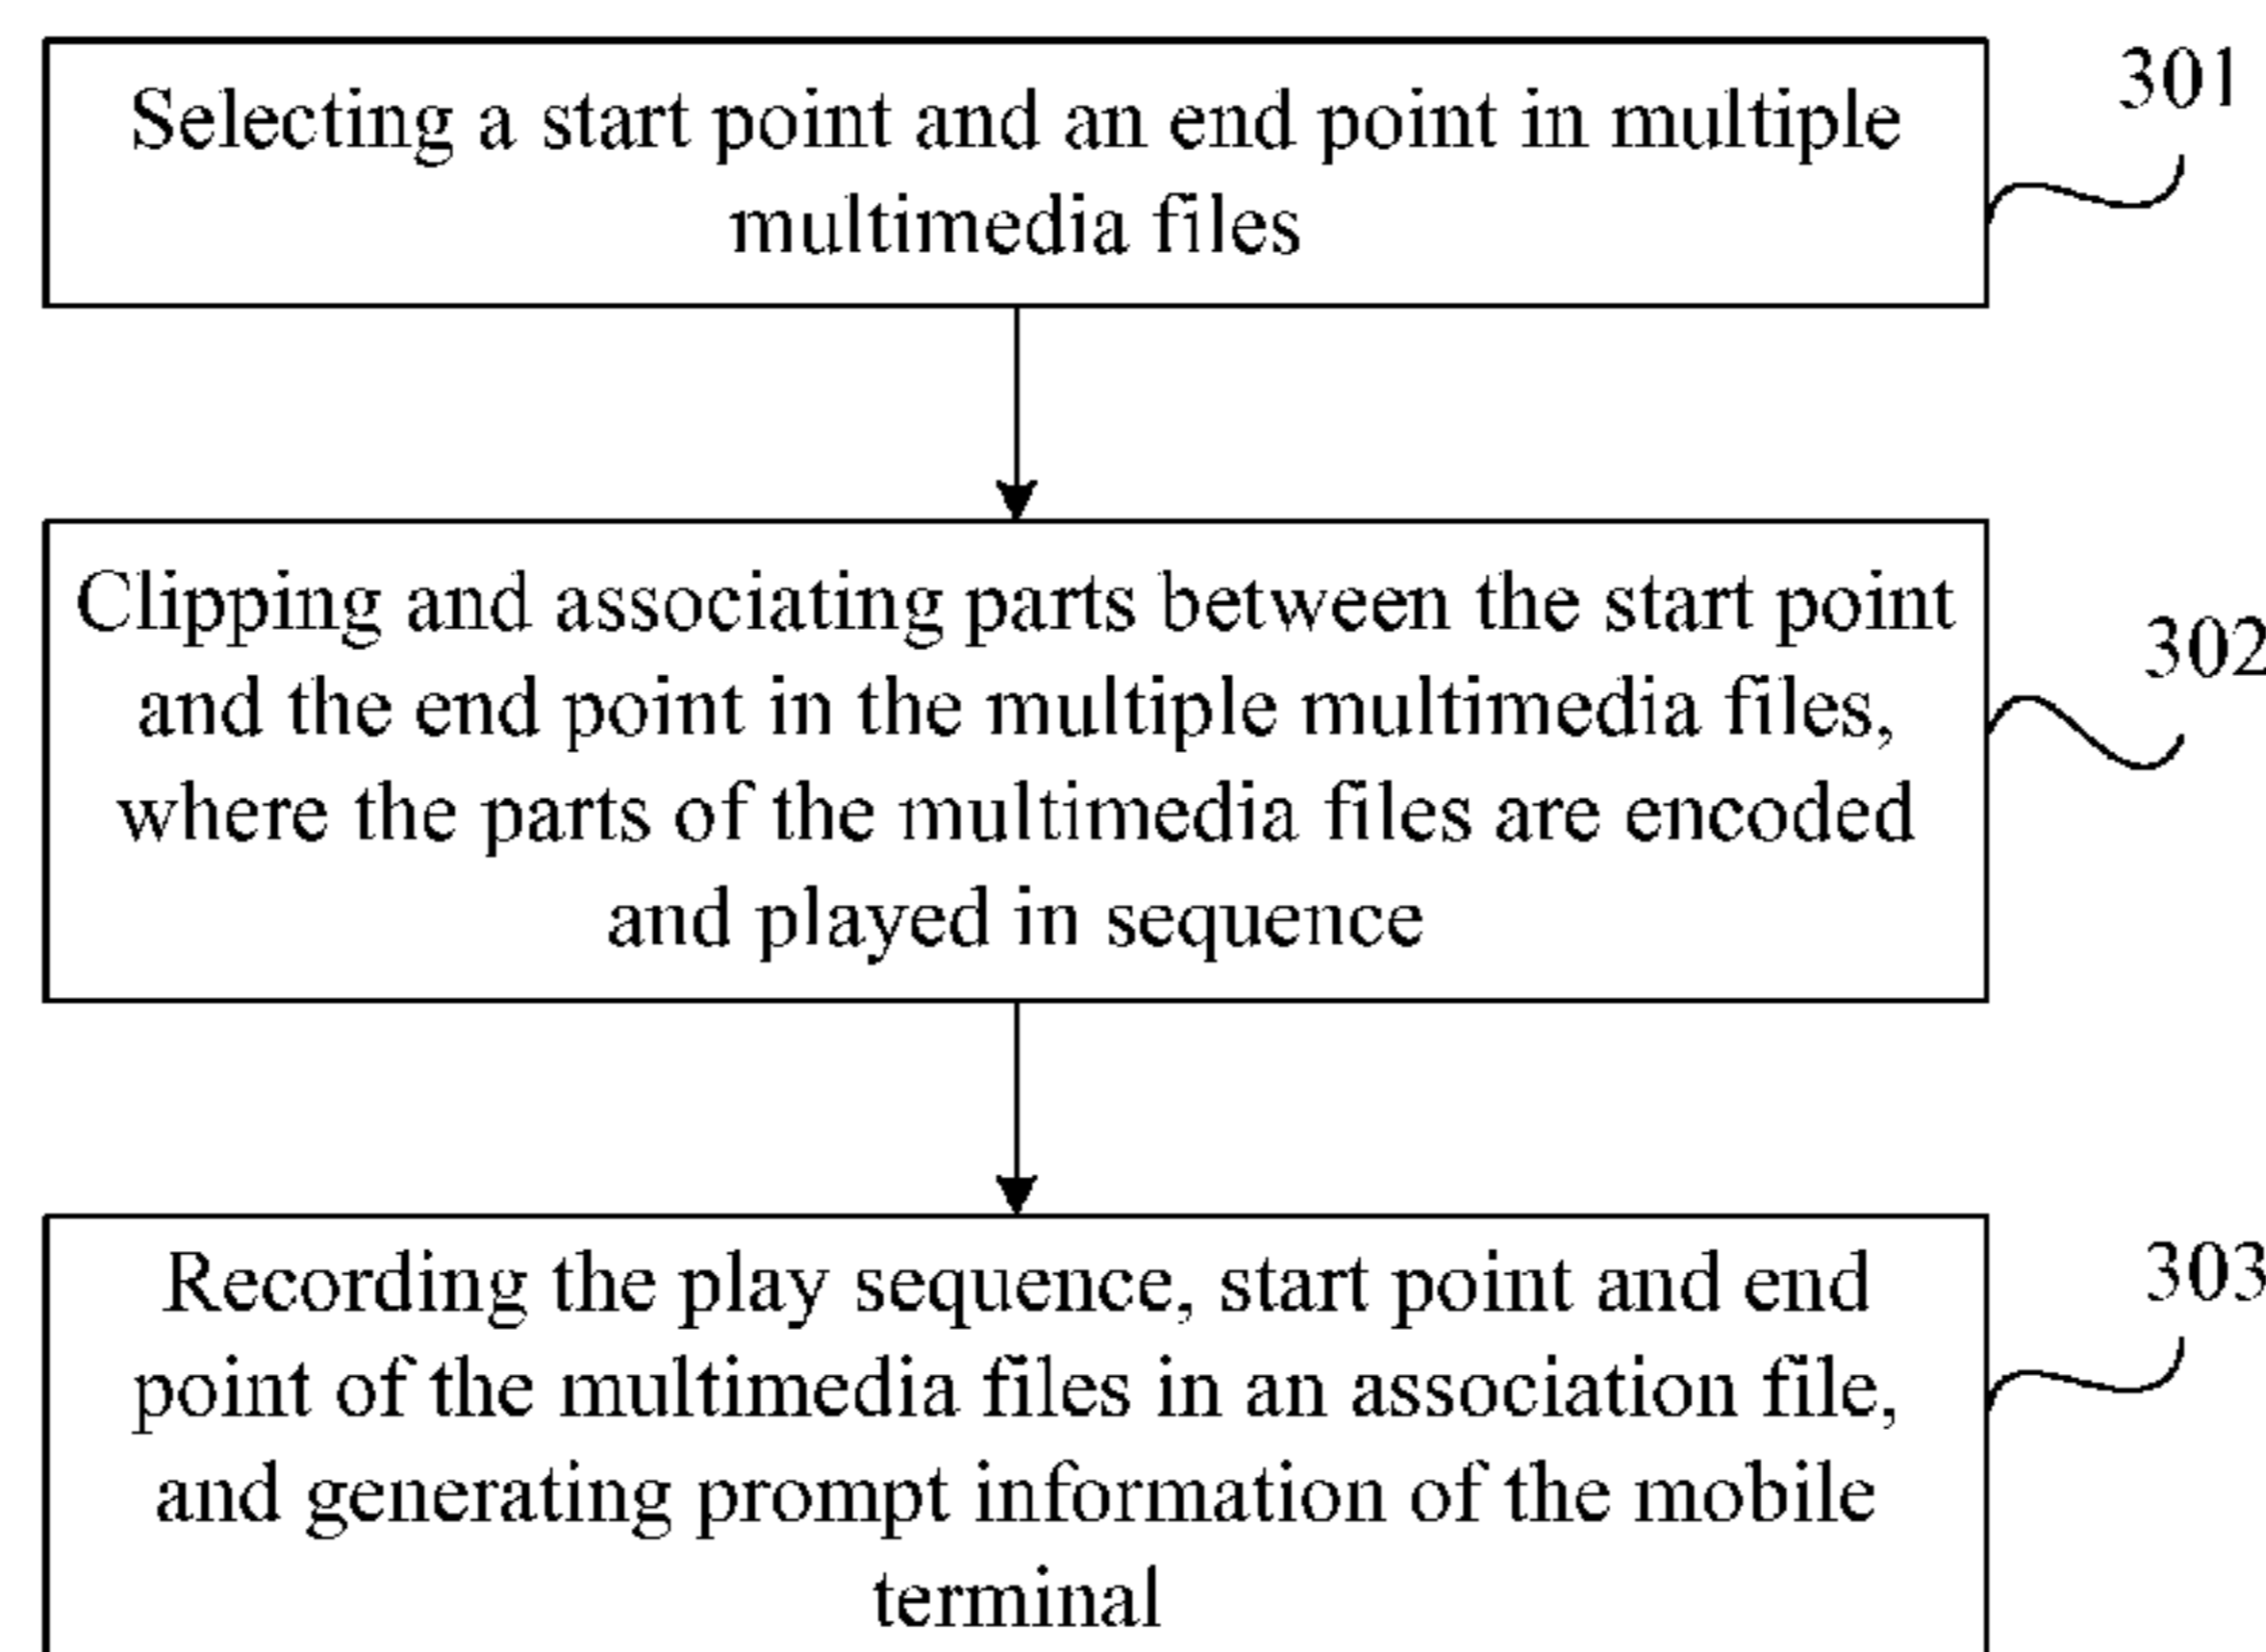 Selecting a start point and an end point in multiple
multimedia files
301
Clipping and associating parts between the start point
and the end point in the multiple multimedia files,
where the parts of the multimedia files are encoded
and played in sequence
302
Recording the play sequence, start point and end
point of the multimedia files in an association file,
and generating prompt information of the mobile
terminal
303